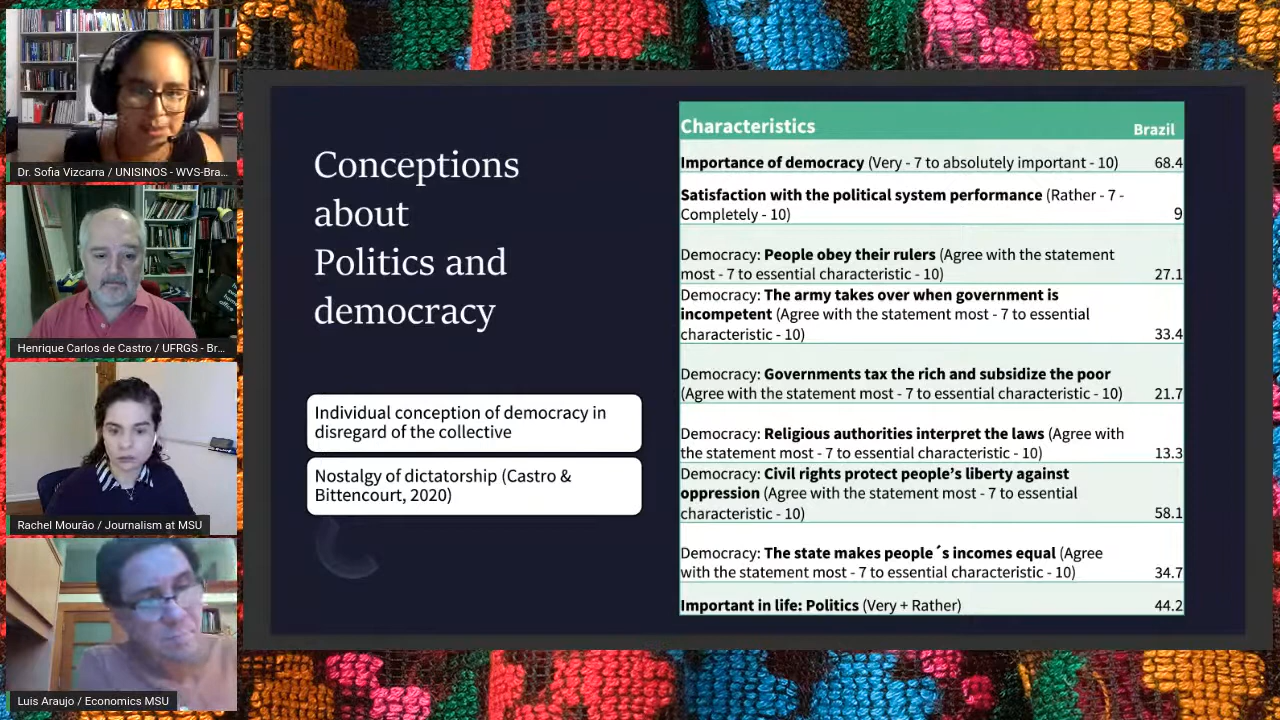 Dr. Sofia Vizcarra / UNISINOS - WVS-Bra...
Henrique Carlos de Castro / UFRGS - Br...
Rachel Mourão / Journalism at MSU
Luis Araujo / Economics MSU
Conceptions
about
Politics and
democracy
Individual conception of democracy in
disregard of the collective
Nostalgy of dictatorship (Castro &
Bittencourt, 2020)
Characteristics Brazil
Importance of democracy (Very - 7 to absolutely important - 10) 68.4
Satisfaction with the political system performance (Rather - 7 -
Completely - 10) 9
Democracy: People obey their rulers (Agree with the statement
most - 7 to essential characteristic - 10) 27.1
Democracy: The army takes over when government is
incompetent (Agree with the statement most - 7 to essential
characteristic - 10) 33.4
Democracy: Governments tax the rich and subsidize the poor
(Agree with the statement most - 7 to essential characteristic - 10) 21.7
Democracy: Religious authorities interpret the laws (Agree with
the statement most - 7 to essential characteristic - 10) 13.3
Democracy: Civil rights protect people’s liberty against
oppression (Agree with the statement most - 7 to essential
characteristic - 10) 58.1
Democracy: The state makes people´s incomes equal (Agree
with the statement most - 7 to essential characteristic - 10) 34.7
Important in life: Politics (Very + Rather) 44.2